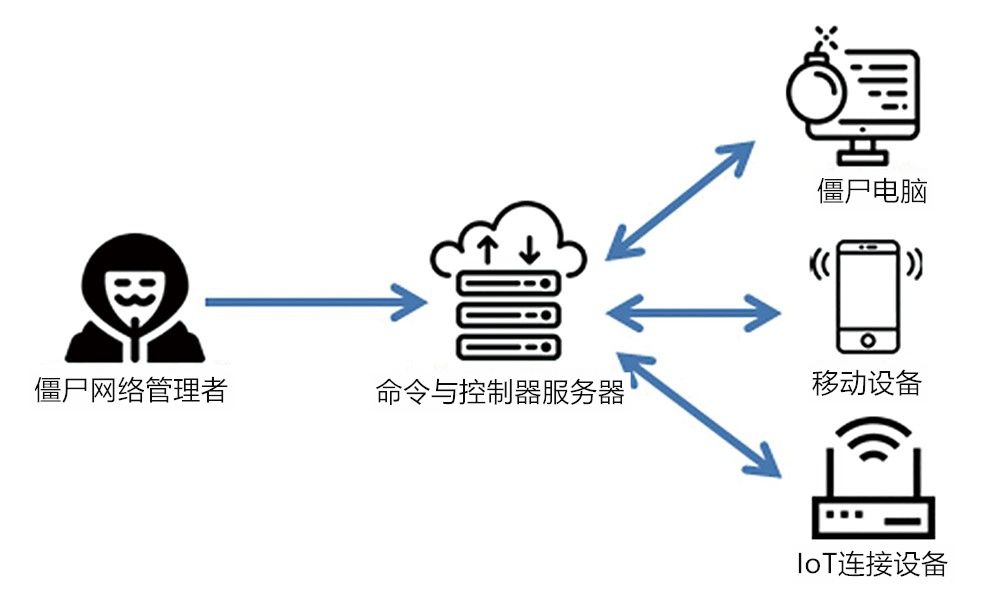 僵尸电脑
僵尸网络管理者
命令与控制器服务器
移动设备
IoT连接设备